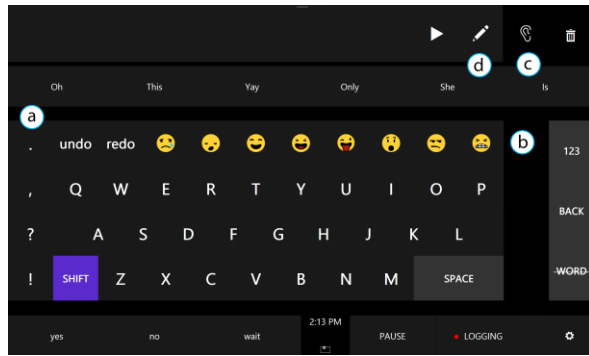 d c
Oh This Yay Only She Is
a
. undo redo b 123
, Q W E R T Y U I O P
BACK
? A S D F G H J K L
! SHIFT Z X C V B N M SPACE WORD
2:13 PM
yes no wait PAUSE LOGGING